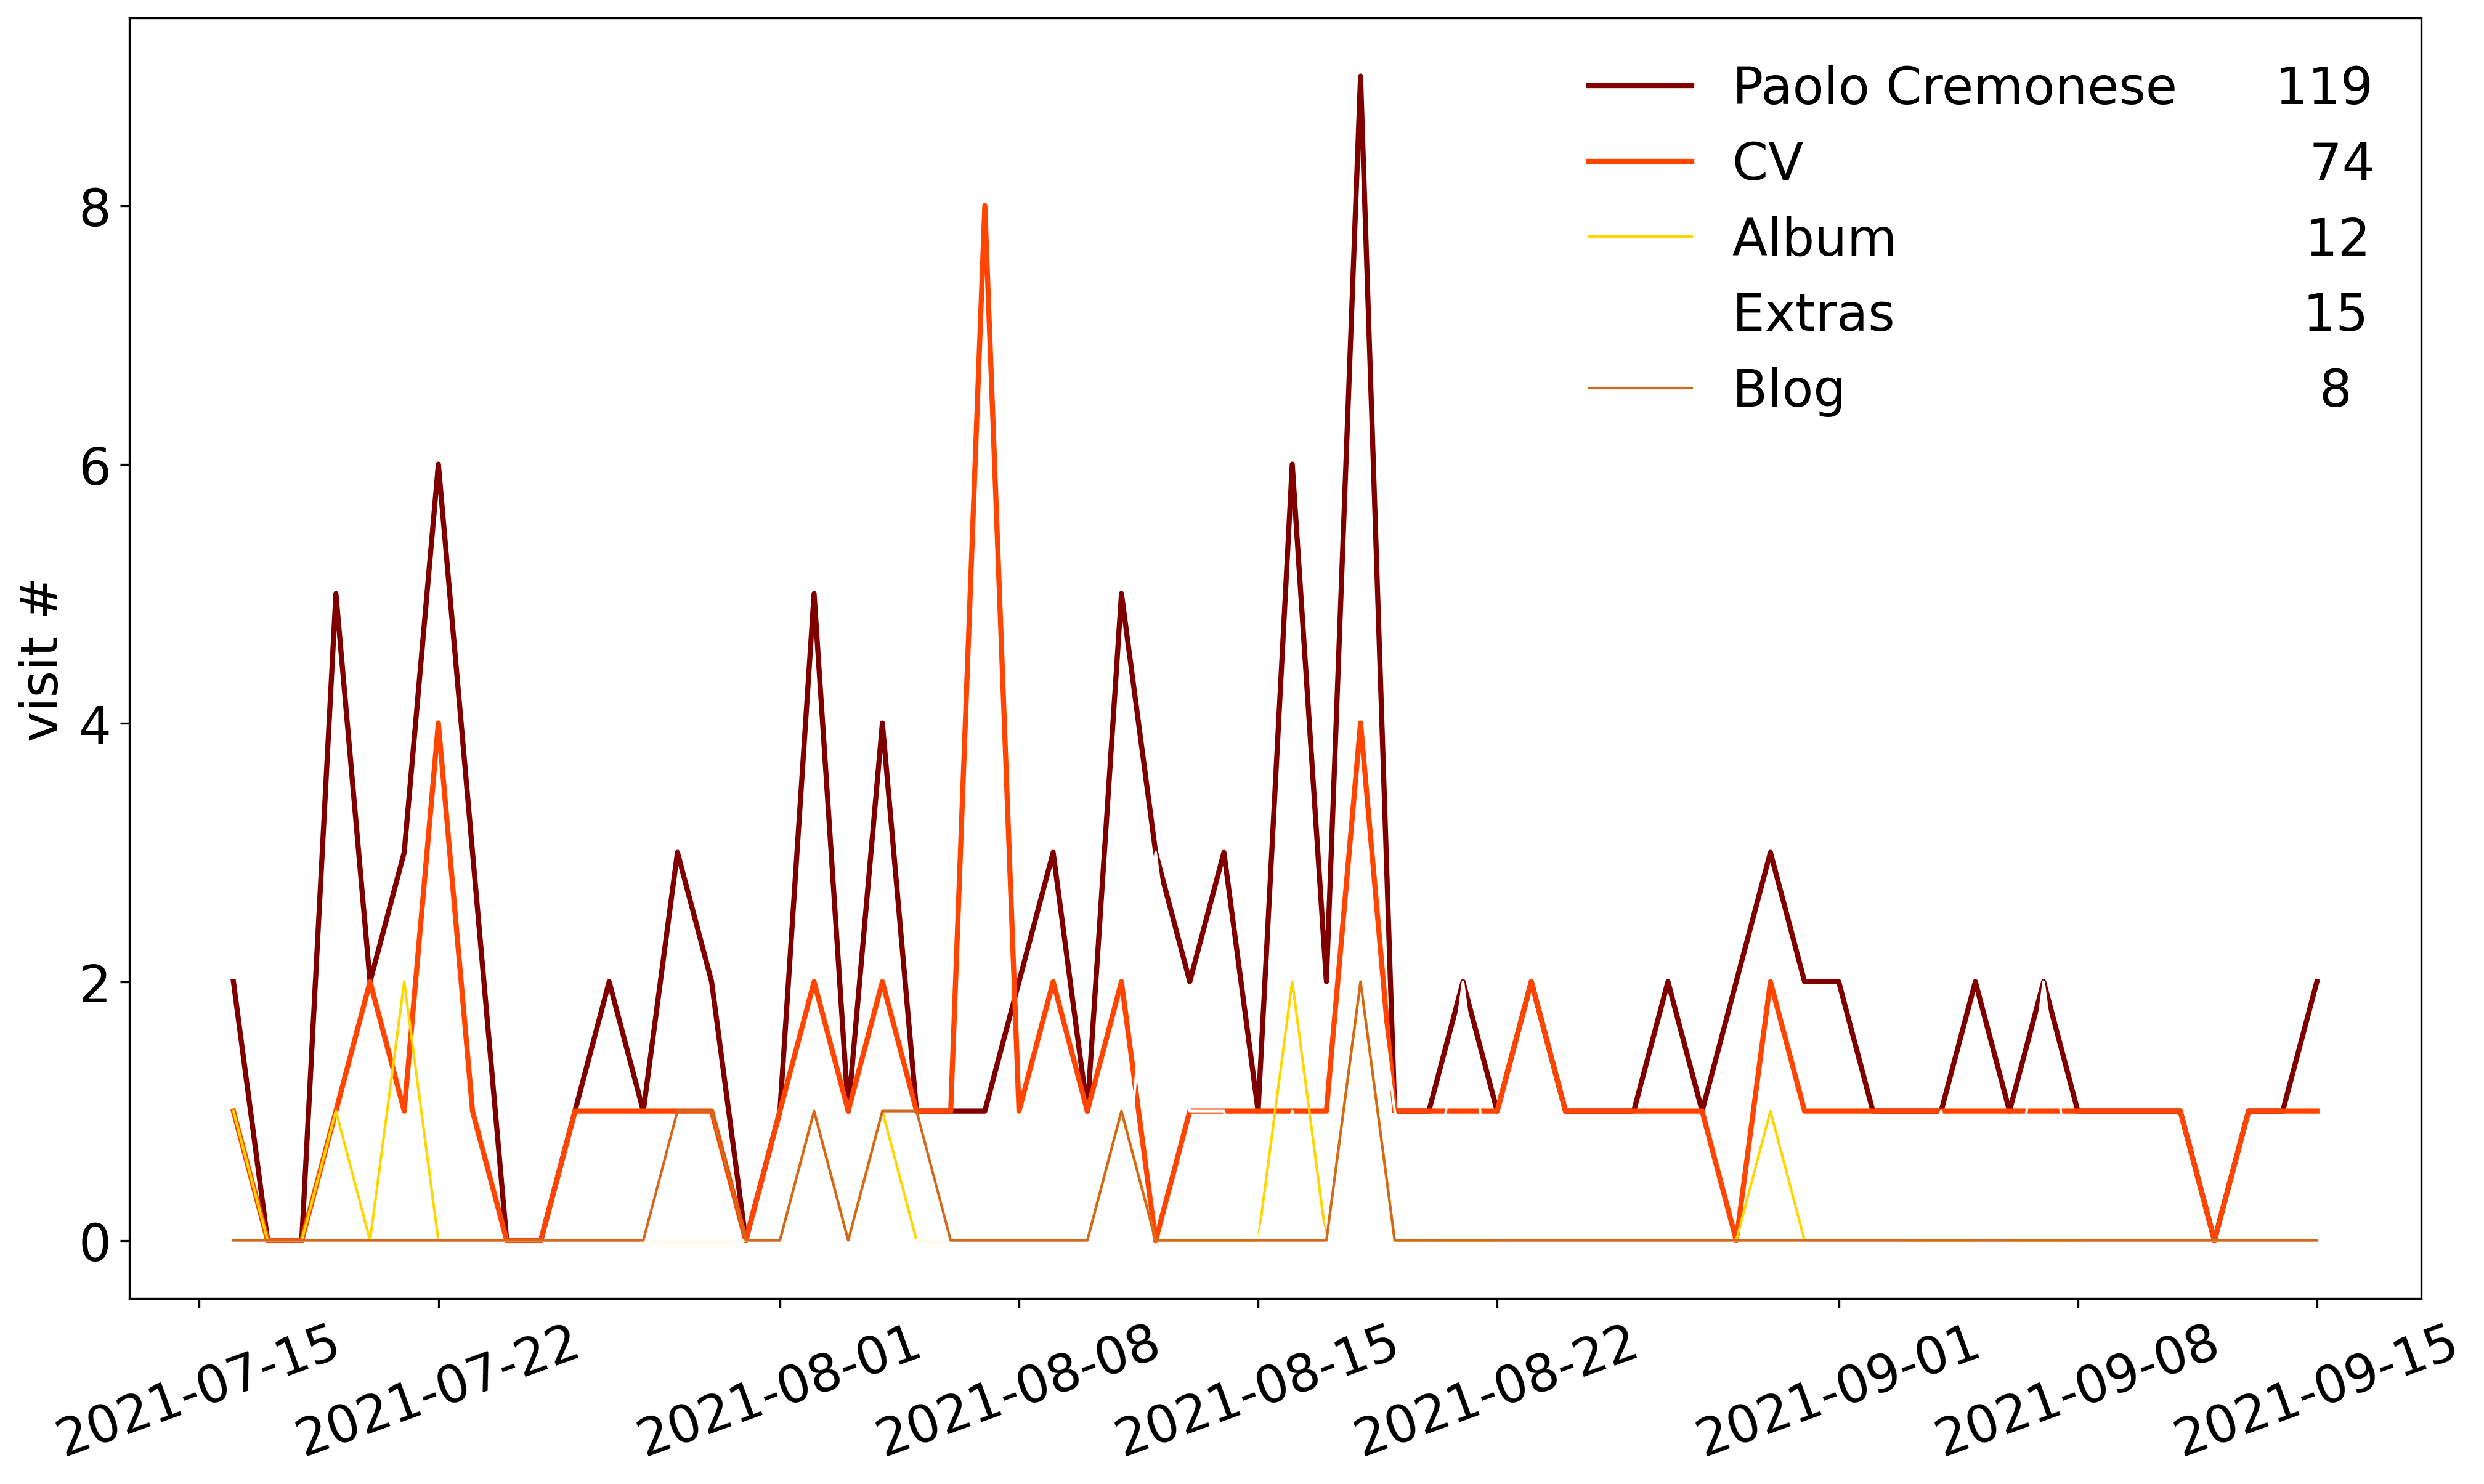 Paolo Cremonese 119
CV 74
Album 12
Extras 15
Blog 8
visit #
8
6
4
2
0
2021-07-15
2021-07-22
2021-08-01
2021-08-08
2021-08-15
2021-08-22
2021-09-01
2021-09-08
2021-09-15